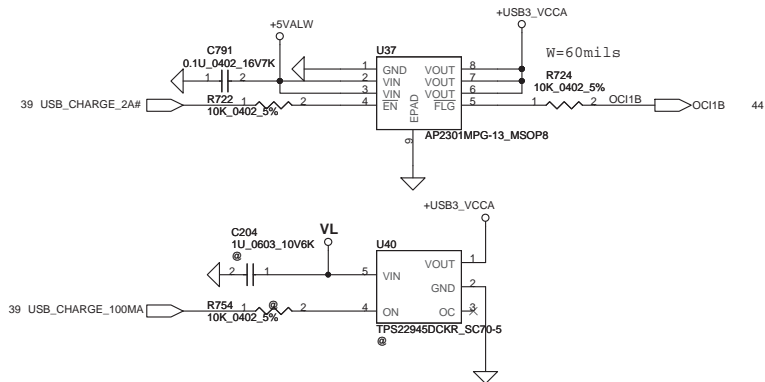 +USB3_VCCA
+5VALW
C791
0.1U_0402_16V7K
1 2
U37
W=60mils
1 GND VOUT 8
2 VIN VOUT 7
3 VIN VOUT 6
4 EN FLG 5
EPAD
9
AP2301MPG-13_MSOP8
R724
10K_0402_5%
39 USB_CHARGE_2A#
R722
1 2
10K_0402_5%
1 2 OCI1B
OCI1B 44
+USB3_VCCA
C204
1U_0603_10V6K
@
2 1
VL
U40
5 VIN VOUT 1
GND 2
4 ON OC 3
TPS22945DCKR_SC70-5
@
39 USB_CHARGE_100MA
R754
1 @ 2
10K_0402_5%